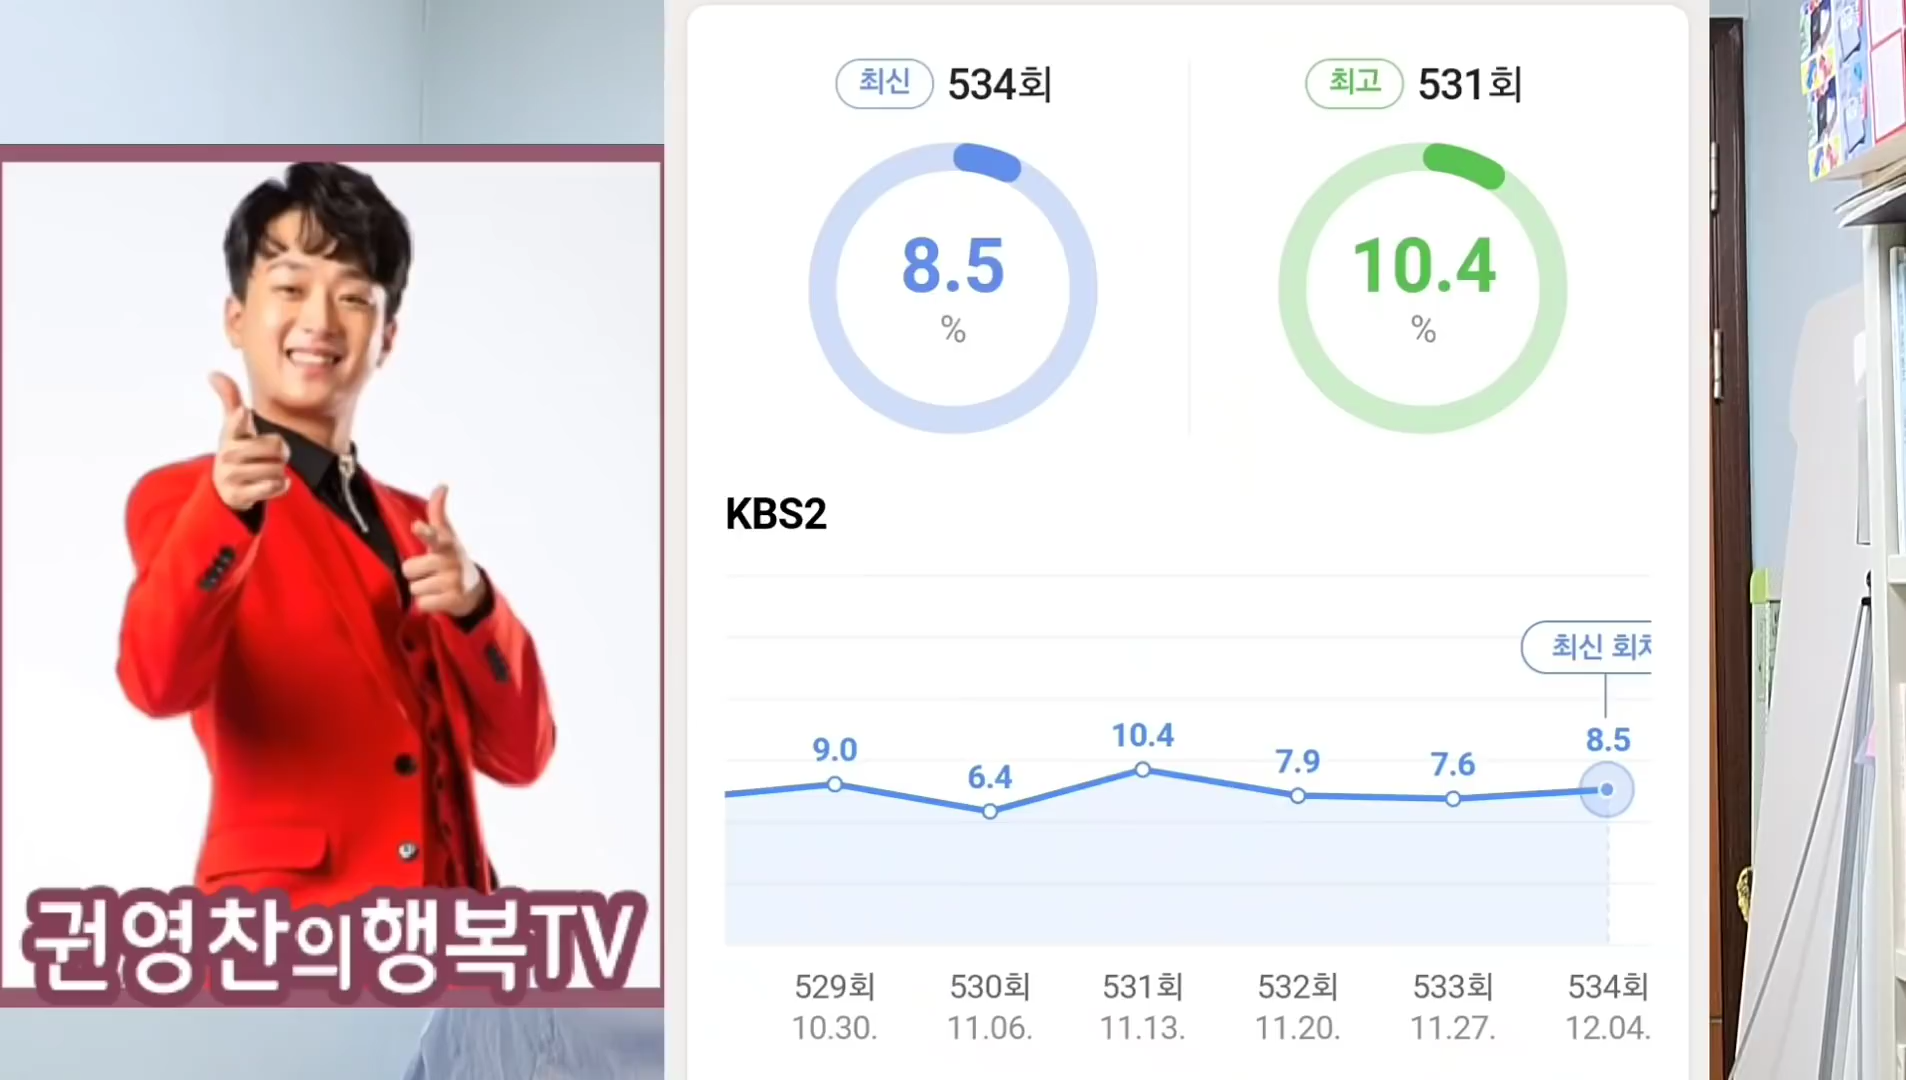 권영찬의행복TV
최신 534회
8.5
%
최고 531회
10.4
%
KBS2
최신 회차
9.0
6.4
10.4
7.9
7.6
8.5
529회
530회
531회
532회
533회
534회
10.30.
11.06.
11.13.
11.20.
11.27.
12.04.